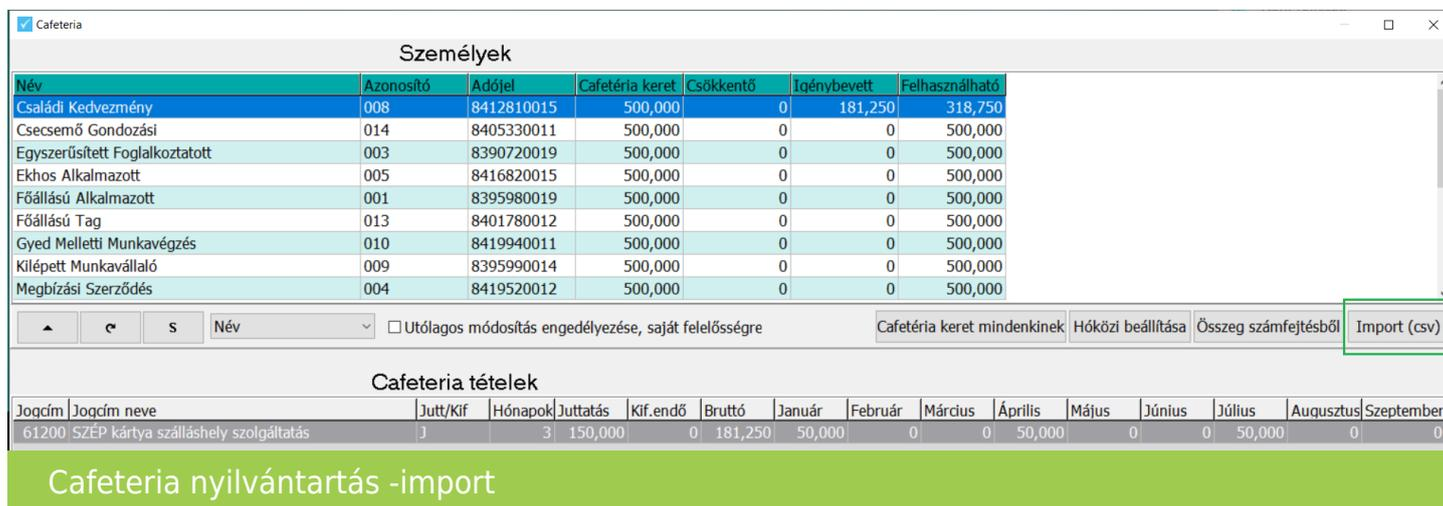 Cafeteria
Személyek
Név Azonosító Adójel Cafetéria keret Csökkentő Igénybevett Felhasználható
Családi Kedvezmény 008 8412810015 500,000 0 181,250 318,750
Csecsemő Gondozási 014 8405330011 500,000 0 0 500,000
Egyszerűsített Foglalkoztatott 003 8390720019 500,000 0 0 500,000
Ekhos Alkalmazott 005 8416820015 500,000 0 0 500,000
Főállású Alkalmazott 001 8395980019 500,000 0 0 500,000
Főállású Tag 013 8401780012 500,000 0 0 500,000
Gyed Melletti Munkavégzés 010 8419940011 500,000 0 0 500,000
Kilépett Munkavállaló 009 8395990014 500,000 0 0 500,000
Megbízási Szerződés 004 8419520012 500,000 0 0 500,000
S Név Utólagos módosítás engedélyezése, saját felelősségre Cafetéria keret mindenkinek Hóközi beállítása Összeg számfejtésből Import (csv)
Cafeteria tételek
Jogcím Jogcím neve Jutt/Kif Hónapok Juttatás Kif.endő Bruttó Január Február Március Április Május Június Július Augusztus Szeptember
61200 SZÉP kártya szálláshely szolgáltatás J 3 150,000 0 181,250 50,000 0 0 50,000 0 0 50,000 0 0
Cafeteria nyilvántartás -import